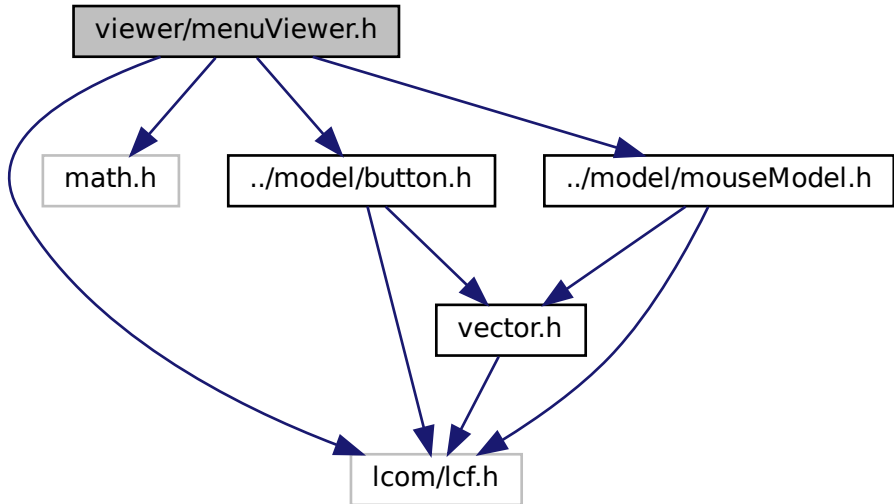 viewer/menuViewer.h
math.h
../model/button.h
../model/mouseModel.h
vector.h
lcom/lcf.h